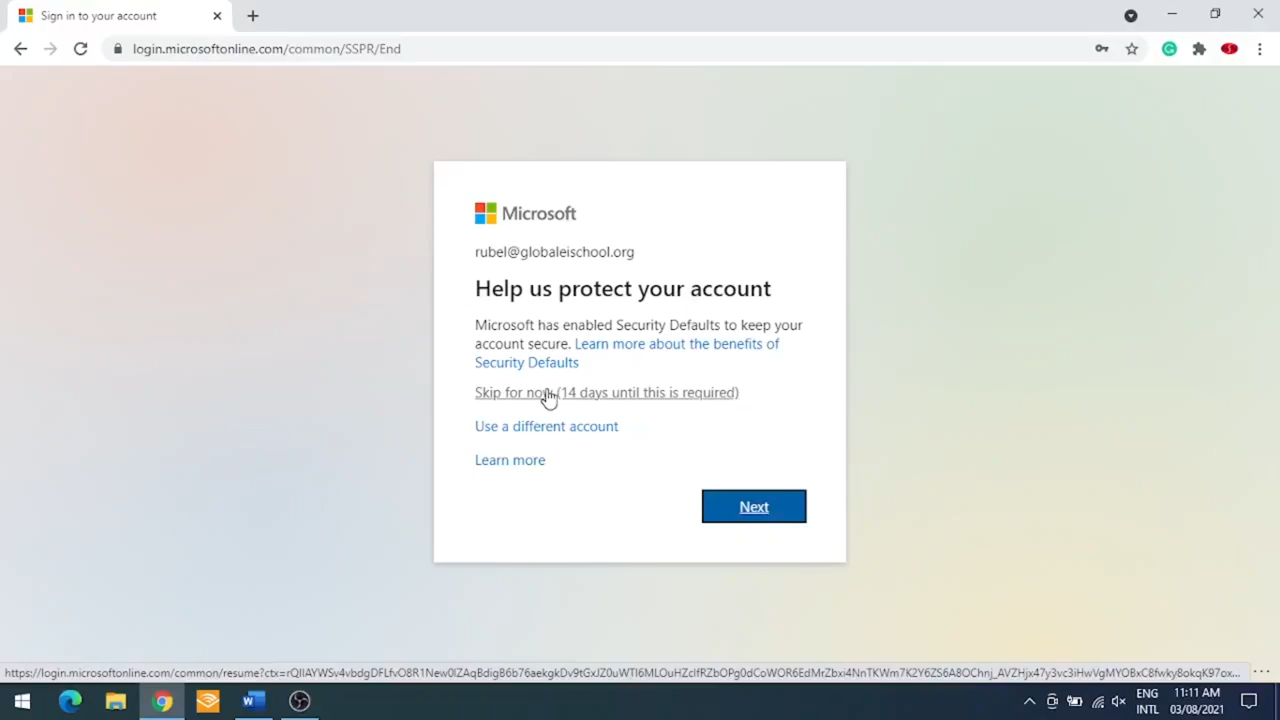 Sign in to your account
login.microsoftonline.com/common/SSPR/End
Microsoft
rubel@globaleischool.org
Help us protect your account
Microsoft has enabled Security Defaults to keep your
account secure. Learn more about the benefits of
Security Defaults
Skip for now (14 days until this is required)
Use a different account
Learn more
Next
ENG
INTL
11:11 AM
03/08/2021